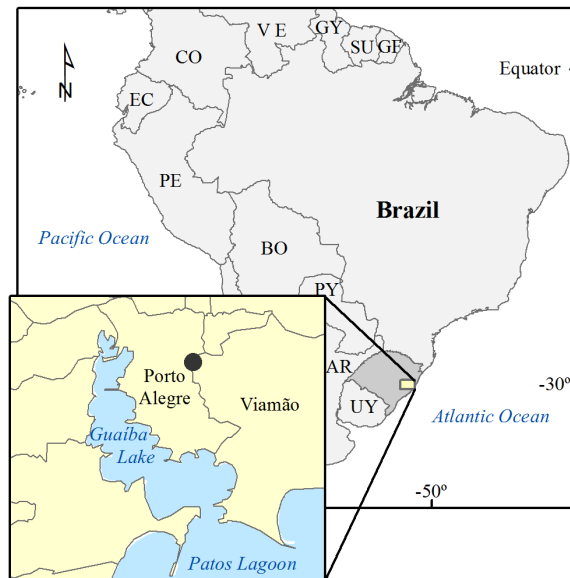 V E
GY
SU
GF
CO
Equator
N
EC
PE
Brazil
Pacific Ocean
BO
PY
AR
-30º
Porto
Alegre
Viamão
UY
Atlantic Ocean
Guaíba
Lake
-50º
Patos Lagoon